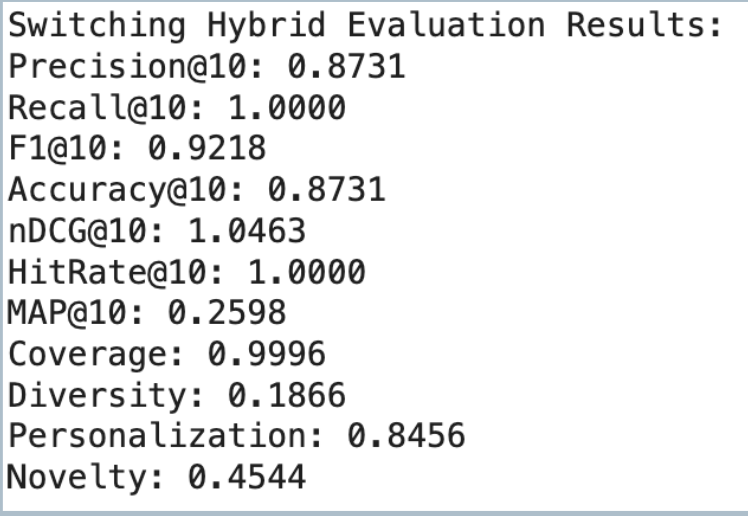 Switching Hybrid Evaluation Results:
Precision@10: 0.8731
Recall@10: 1.0000
F1@10: 0.9218
Accuracy@10: 0.8731
nDCG@10: 1.0463
HitRate@10: 1.0000
MAP@10: 0.2598
Coverage: 0.9996
Diversity: 0.1866
Personalization: 0.8456
Novelty: 0.4544